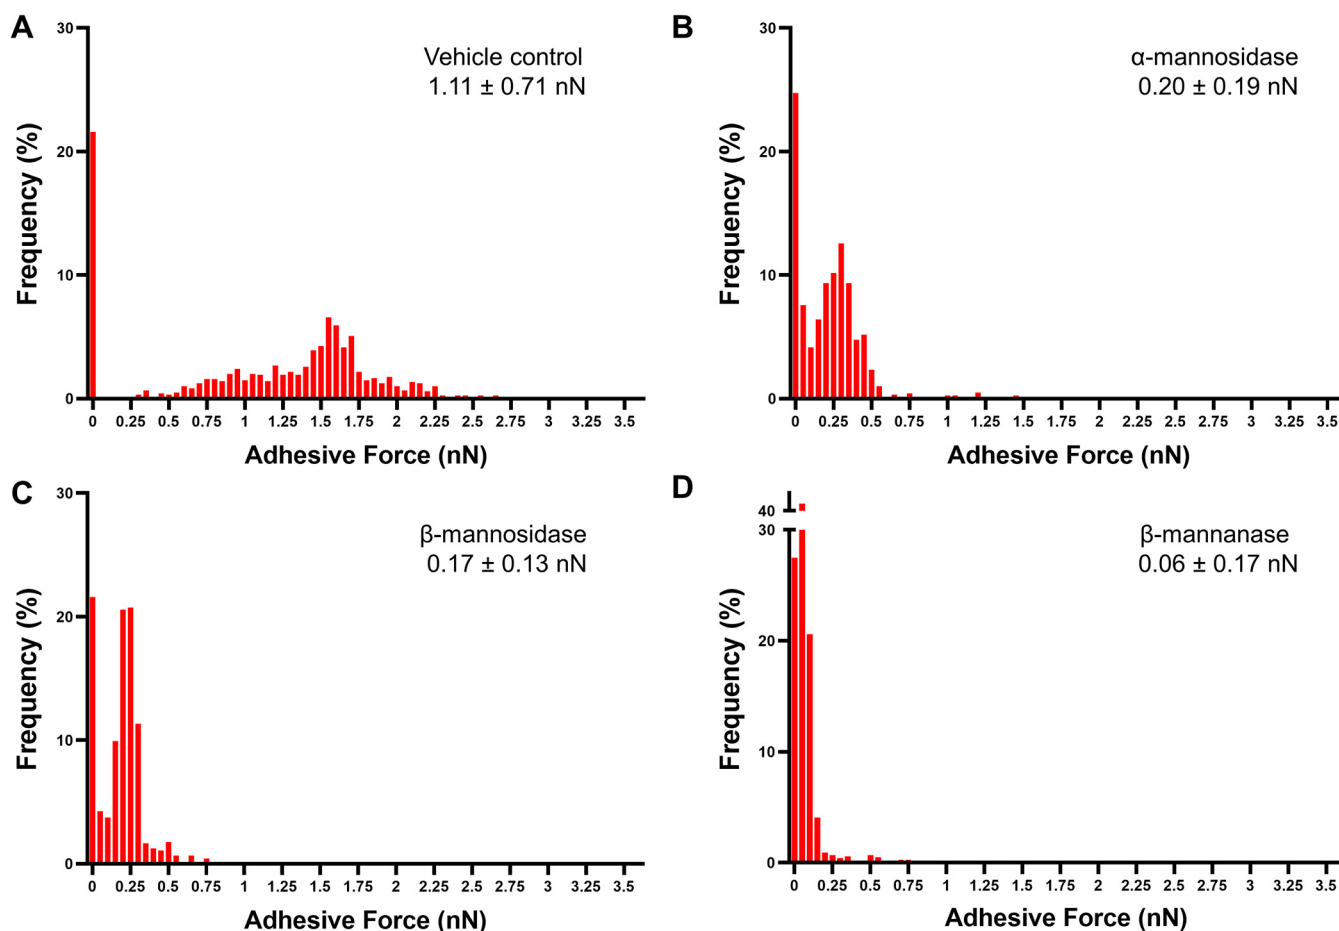 A
Vehicle control
1.11 ± 0.71 nN
Frequency (%)
30
20
10
0
0 0.25 0.5 0.75 1 1.25 1.5 1.75 2 2.25 2.5 2.75 3 3.25 3.5
Adhesive Force (nN)
B
α-mannosidase
0.20 ± 0.19 nN
Frequency (%)
30
20
10
0
0 0.25 0.5 0.75 1 1.25 1.5 1.75 2 2.25 2.5 2.75 3 3.25 3.5
Adhesive Force (nN)
C
β-mannosidase
0.17 ± 0.13 nN
Frequency (%)
30
20
10
0
0 0.25 0.5 0.75 1 1.25 1.5 1.75 2 2.25 2.5 2.75 3 3.25 3.5
Adhesive Force (nN)
D
β-mannanase
0.06 ± 0.17 nN
Frequency (%)
40
30
20
10
0
0 0.25 0.5 0.75 1 1.25 1.5 1.75 2 2.25 2.5 2.75 3 3.25 3.5
Adhesive Force (nN)